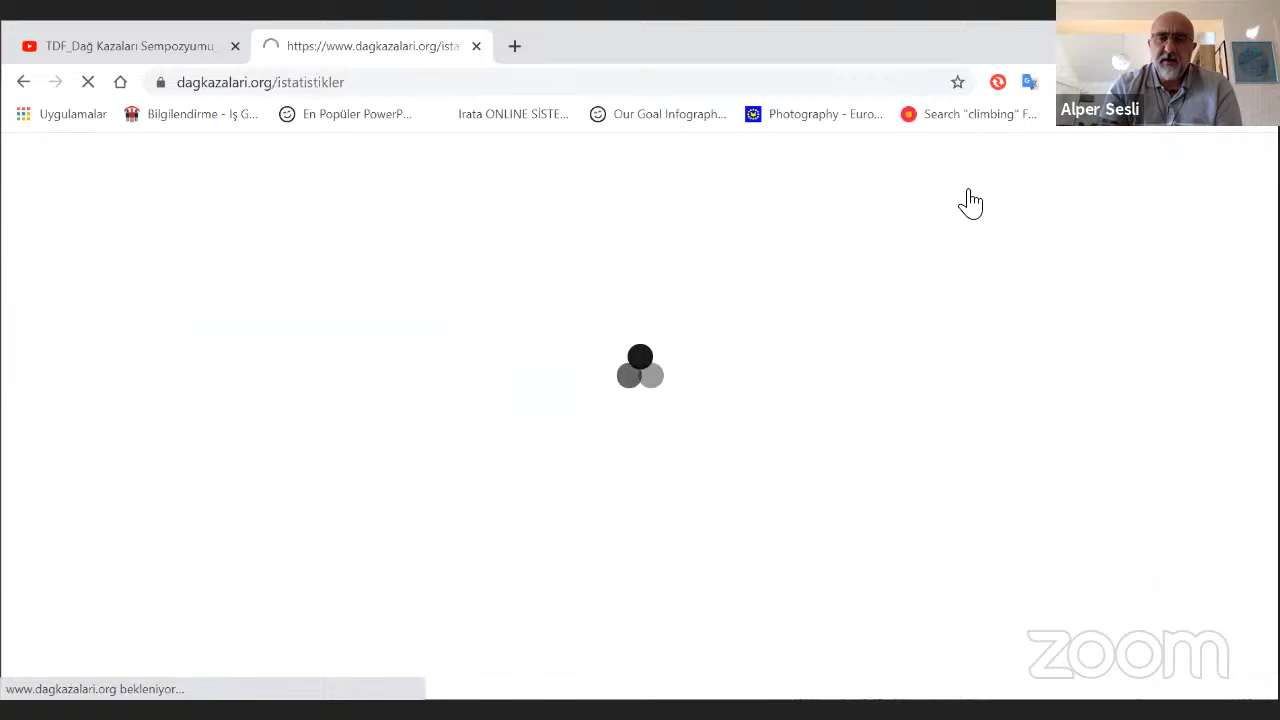 TDF_Dağ Kazaları Sempozyumu
https://www.dagkazalari.org/ista
dagkazalari.org/istatistikler
Uygulamalar
Bilgilendirme - Iş G...
En Popüler PowerP...
Irata ONLINE SİSTE...
Our Goal Infograph...
Photography - Euro...
Search "climbing" F...
Alper Sesli
zoom
www.dagkazalari.org bekleniyor...